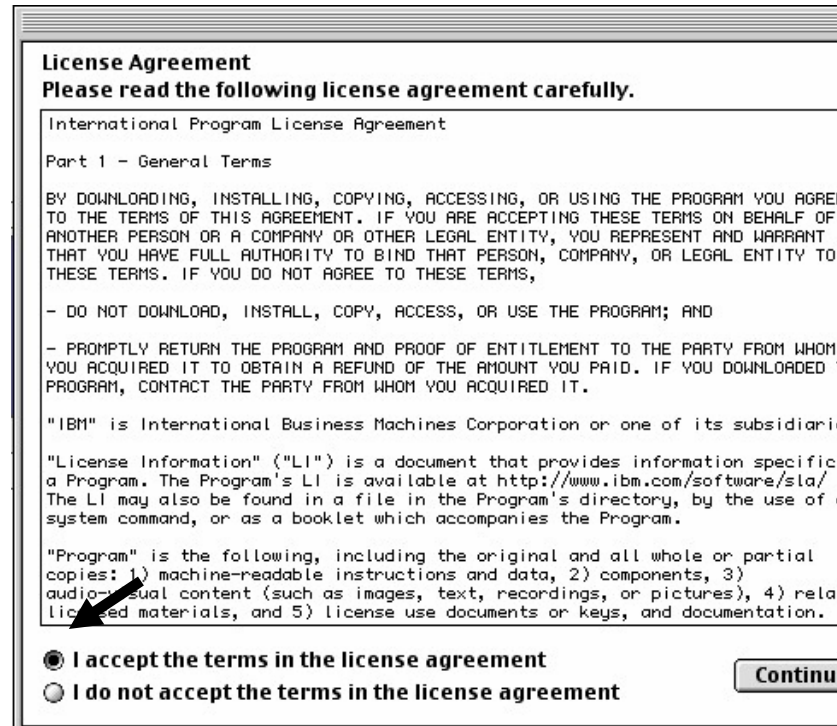 License Agreement
Please read the following license agreement carefully.
International Program License Agreement
Part 1 - General Terms
BY DOWNLOADING, INSTALLING, COPYING, ACCESSING, OR USING THE PROGRAM YOU AGREE
TO THE TERMS OF THIS AGREEMENT. IF YOU ARE ACCEPTING THESE TERMS ON BEHALF OF
ANOTHER PERSON OR A COMPANY OR OTHER LEGAL ENTITY, YOU REPRESENT AND WARRANT
THAT YOU HAVE FULL AUTHORITY TO BIND THAT PERSON, COMPANY, OR LEGAL ENTITY TO
THESE TERMS. IF YOU DO NOT AGREE TO THESE TERMS,
- DO NOT DOWNLOAD, INSTALL, COPY, ACCESS, OR USE THE PROGRAM; AND
- PROMPTLY RETURN THE PROGRAM AND PROOF OF ENTITLEMENT TO THE PARTY FROM WHOM
YOU ACQUIRED IT TO OBTAIN A REFUND OF THE AMOUNT YOU PAID. IF YOU DOWNLOADED
PROGRAM, CONTACT THE PARTY FROM WHOM YOU ACQUIRED IT.
"IBM" is International Business Machines Corporation or one of its subsidiari
"License Information" ("LI") is a document that provides information specific
a Program. The Program's LI is available at http://www.ibm.com/software/sla/
The LI may also be found in a file in the Program's directory, by the use of
system command, or as a booklet which accompanies the Program.
"Program" is the following, including the original and all whole or partial
copies: 1) machine-readable instructions and data, 2) components, 3)
audio-visual content (such as images, text, recordings, or pictures), 4) rela
licensed materials, and 5) license use documents or keys, and documentation.
I accept the terms in the license agreement
I do not accept the terms in the license agreement
Continu